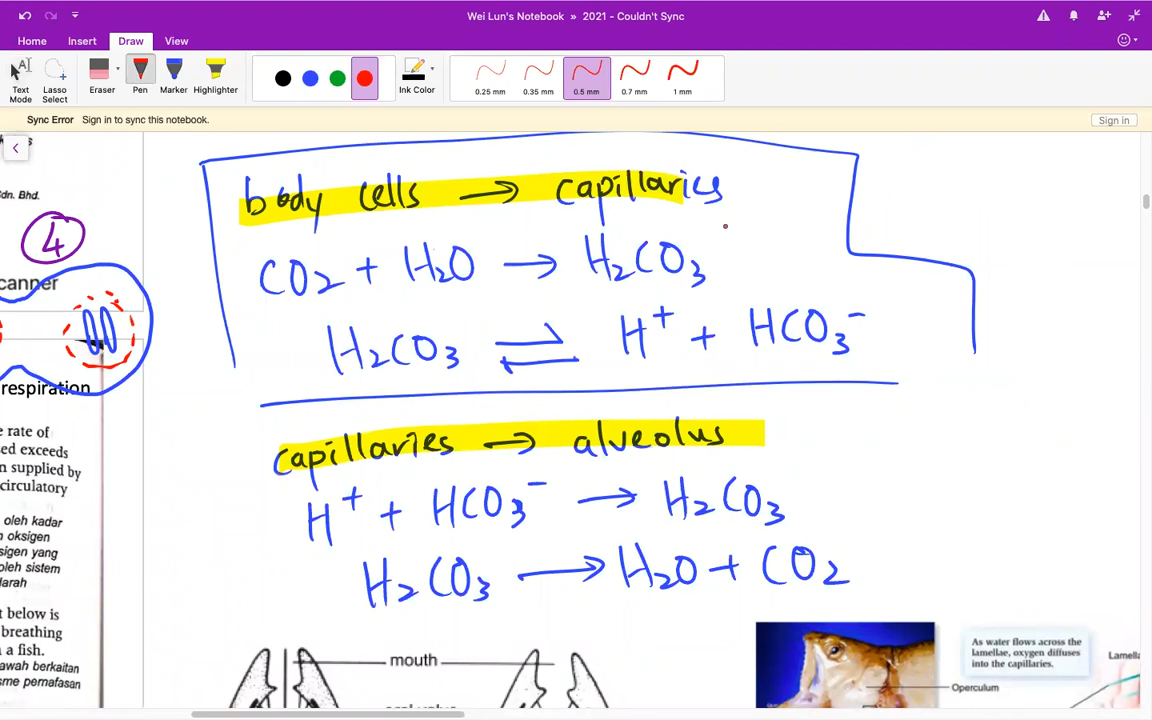 Wei Lun's Notebook » 2021 - Couldn't Sync
Home Insert Draw View
Text Mode
Lasso Select
Eraser
Pen
Marker
Highlighter
Ink Color
0.25 mm
0.35 mm
0.5 mm
0.7 mm
1 mm
Sync Error Sign in to sync this notebook.
Sign in
dn. Bhd.
4
canner
respiration
e rate of
ed exceeds
n supplied by
circulatory
oleh kadar
n oksigen
sigen yang
oleh sistem
darah
t below is
breathing
a fish.
awah berkaitan
sme pernafasan
body cells → capillaries
CO2 + H2O → H2CO3
H2CO3 ⇌ H+ + HCO3−
capillaries → alveolus
H+ + HCO3− → H2CO3
H2CO3 → H2O + CO2
mouth
As water flows across the
lamellae, oxygen diffuses
into the capillaries.
Operculum
Lamell